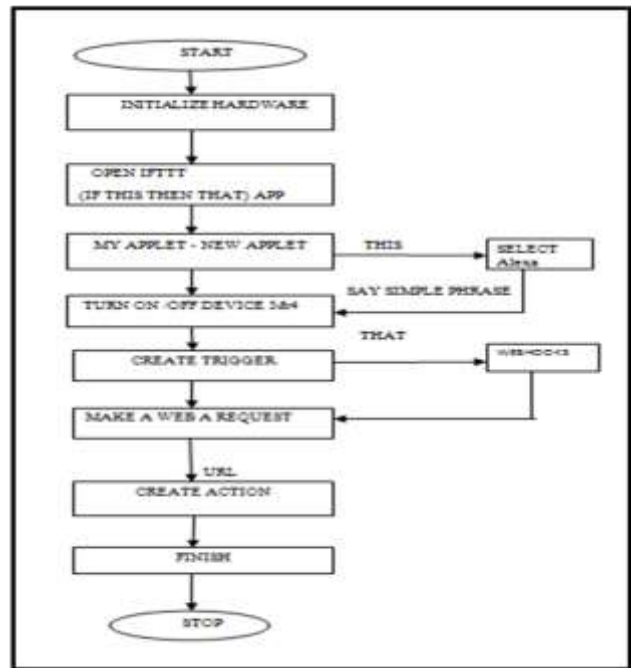 START
INITIALIZE HARDWARE
OPEN IFTTT
(IF THIS THEN THAT) APP
MY APPLET - NEW APPLET
THIS
SELECT
Alexa
SAY SIMPLE PHRASE
TURN ON -OFF DEVICE 3&4
THAT
CREATE TRIGGER
WEBHOOKS
MAKE A WEB A REQUEST
URL
CREATE ACTION
FINISH
STOP